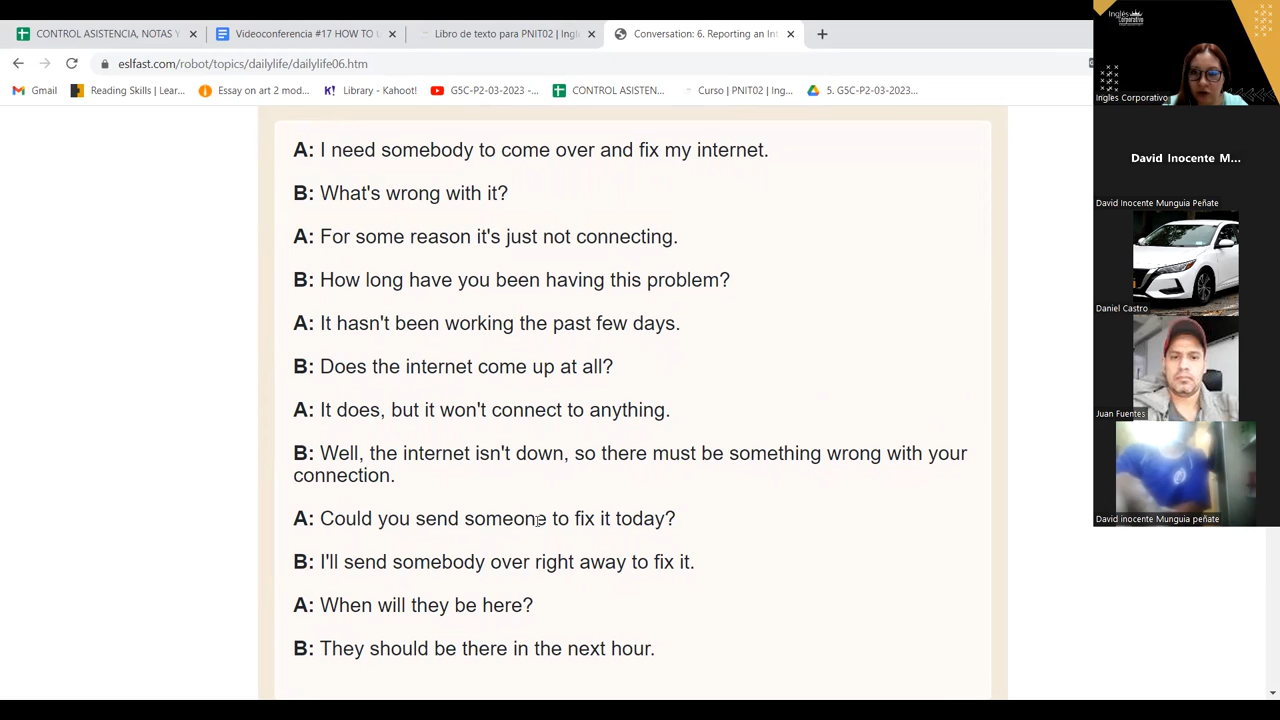 CONTROL ASISTENCIA, NOTAS Y
Videoconferencia #17 HOW TO U
Libro de texto para PNIT02 | Ingl
Conversation: 6. Reporting an Int
eslfast.com/robot/topics/dailylife/dailylife06.htm
Gmail
Reading Skills | Lear...
Essay on art 2 mod...
Library - Kahoot!
G5C-P2-03-2023 -...
CONTROL ASISTEN...
Curso | PNIT02 | Ing...
5. G5C-P2-03-2023...
A: I need somebody to come over and fix my internet.
B: What's wrong with it?
A: For some reason it's just not connecting.
B: How long have you been having this problem?
A: It hasn't been working the past few days.
B: Does the internet come up at all?
A: It does, but it won't connect to anything.
B: Well, the internet isn't down, so there must be something wrong with your
connection.
A: Could you send someone to fix it today?
B: I'll send somebody over right away to fix it.
A: When will they be here?
B: They should be there in the next hour.
Inglés
Corporativo
Ingles Corporativo
David Inocente M...
David Inocente Munguia Peñate
Daniel Castro
Juan Fuentes
David inocente Munguia peñate